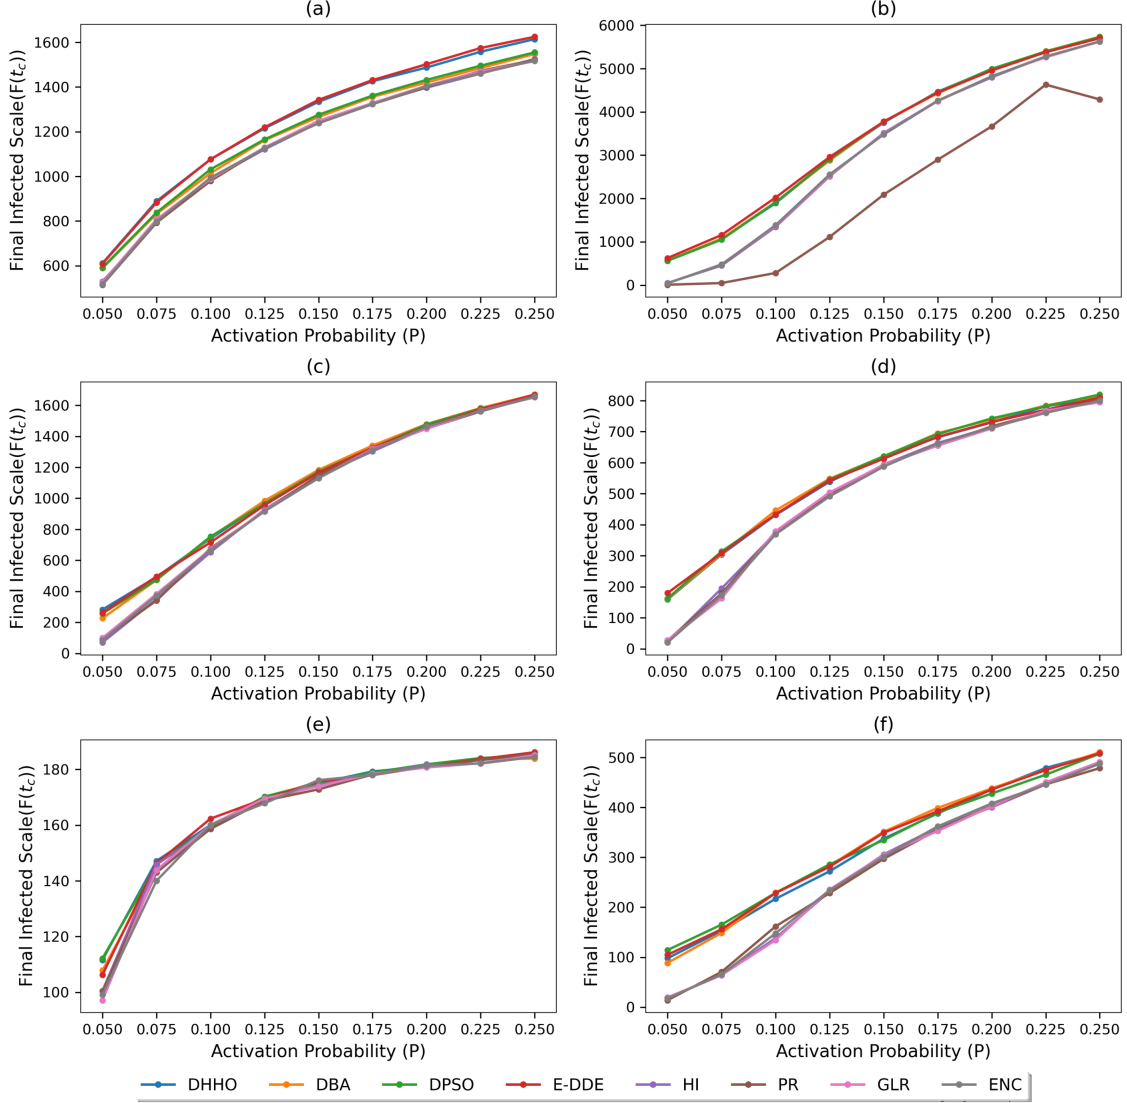 (a)
Final Infected Scale(F(t_c))
1600
1400
1200
1000
800
600
0.050 0.075 0.100 0.125 0.150 0.175 0.200 0.225 0.250
Activation Probability (P)
(b)
Final Infected Scale(F(t_c))
6000
5000
4000
3000
2000
1000
0
0.050 0.075 0.100 0.125 0.150 0.175 0.200 0.225 0.250
Activation Probability (P)
(c)
Final Infected Scale(F(t_c))
1600
1400
1200
1000
800
600
400
200
0
0.050 0.075 0.100 0.125 0.150 0.175 0.200 0.225 0.250
Activation Probability (P)
(d)
Final Infected Scale(F(t_c))
800
700
600
500
400
300
200
100
0
0.050 0.075 0.100 0.125 0.150 0.175 0.200 0.225 0.250
Activation Probability (P)
(e)
Final Infected Scale(F(t_c))
180
160
140
120
100
0.050 0.075 0.100 0.125 0.150 0.175 0.200 0.225 0.250
Activation Probability (P)
(f)
Final Infected Scale(F(t_c))
500
400
300
200
100
0
0.050 0.075 0.100 0.125 0.150 0.175 0.200 0.225 0.250
Activation Probability (P)
DHHO DBA DPSO E-DDE HI PR GLR ENC